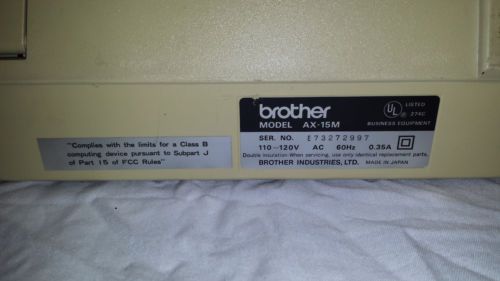 "Complies with the limits for a Class B
computing device pursuant to Subpart J
of Part 15 of FCC Rules"
brother
MODEL AX-15M
UL LISTED
274C
BUSINESS EQUIPMENT
SER. NO. E73272997
110~120V AC 60Hz 0.35A
Double insulation When servicing, use only identical replacement parts.
BROTHER INDUSTRIES, LTD. MADE IN JAPAN